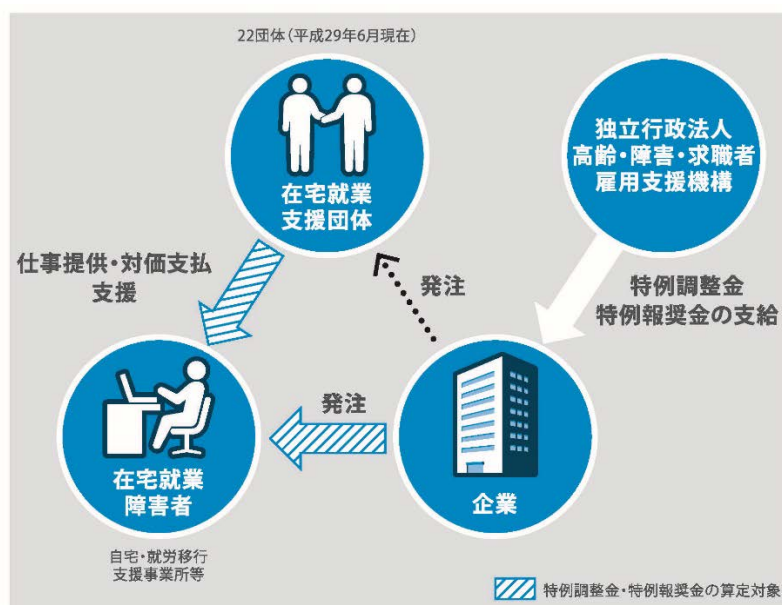 22団体（平成29年6月現在）
在宅就業
支援団体
独立行政法人
高齢・障害・求職者
雇用支援機構
仕事提供・対価支払
支援
発注
特例調整金
特例報奨金の支給
発注
在宅就業
障害者
企業
自宅・就労移行
支援事業所等
特例調整金・特例報奨金の算定対象